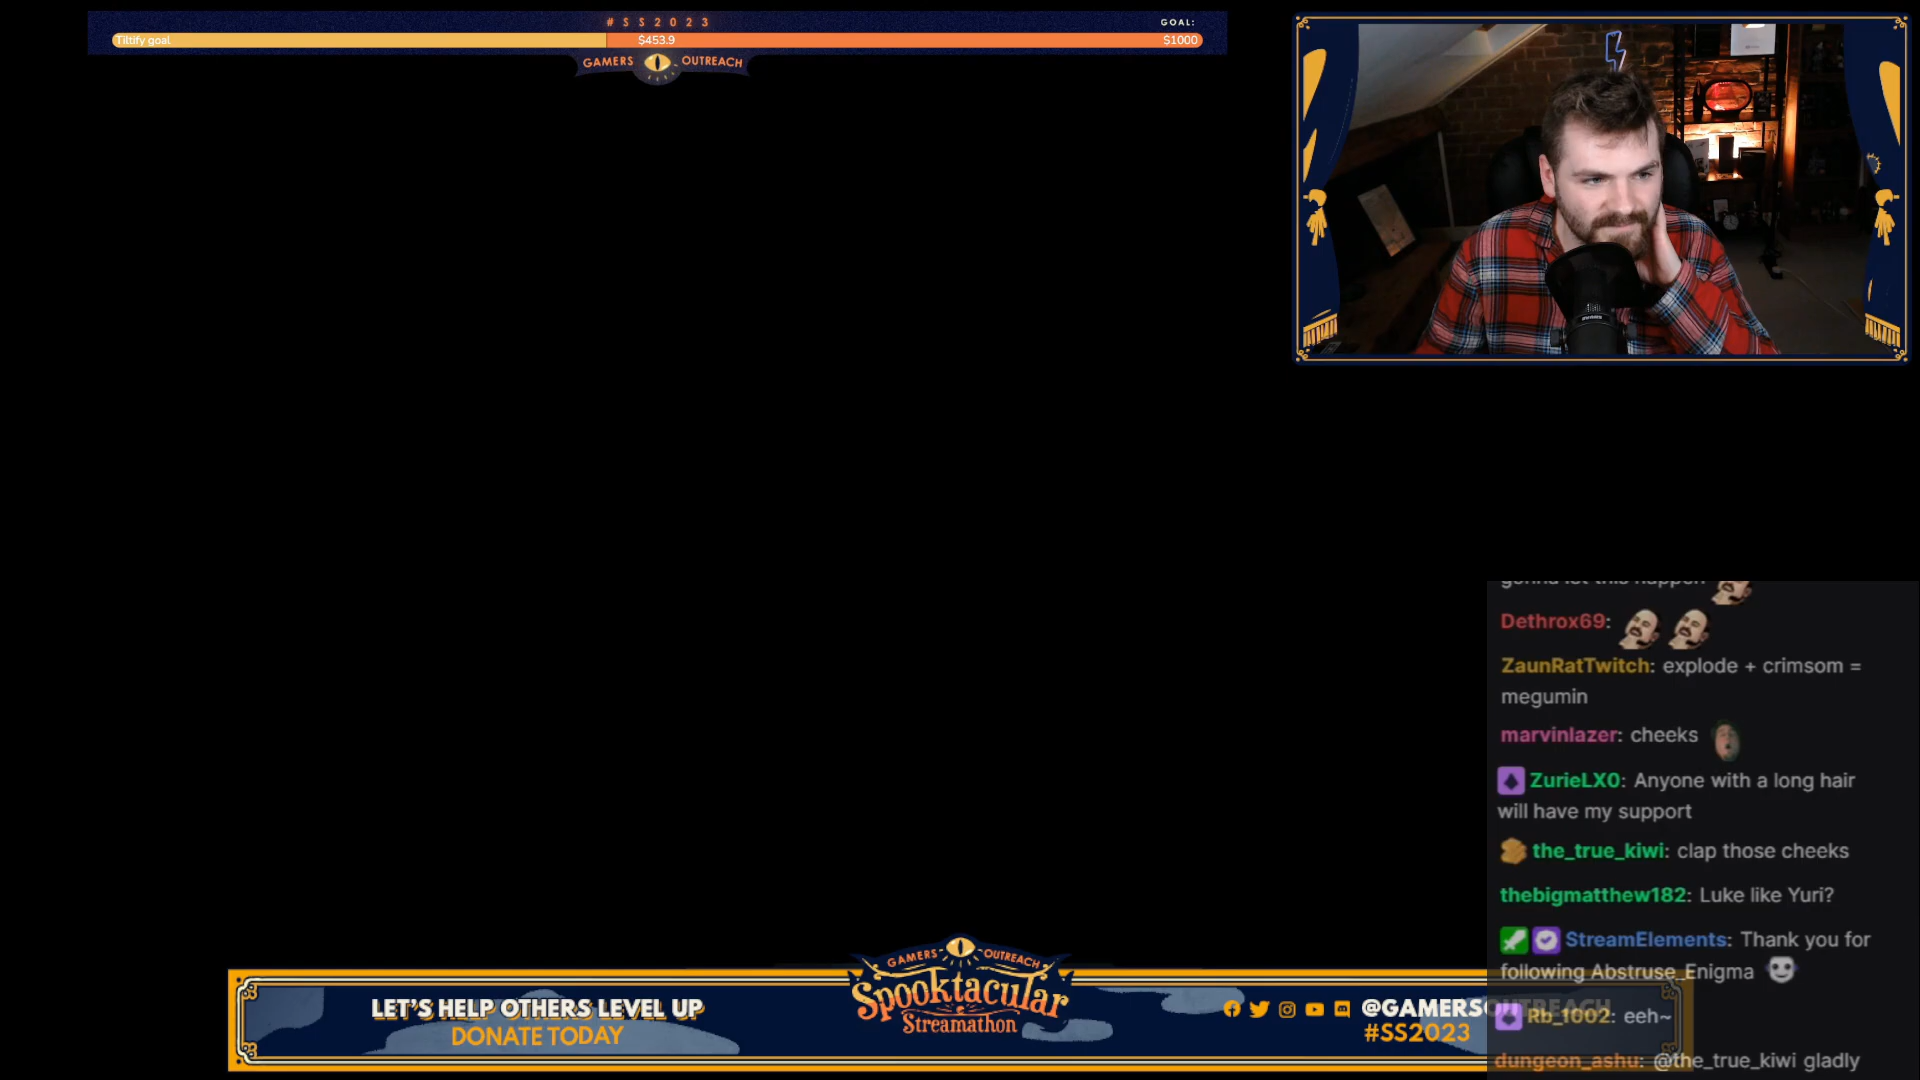 #SS2023
GOAL:
Tiltify goal
$453.9
$1000
GAMERS OUTREACH
Dethrox69:
ZaunRatTwitch: explode + crimsom =
megumin
marvinlazer: cheeks
ZurieLX0: Anyone with a long hair
will have my support
the_true_kiwi: clap those cheeks
thebigmatthew182: Luke like Yuri?
StreamElements: Thank you for
following Abstruse_Enigma
Rb_1002: eeh~
dungeon_ashu: @the_true_kiwi gladly
LET'S HELP OTHERS LEVEL UP
DONATE TODAY
GAMERS OUTREACH
Spooktacular
Streamathon
@GAMERSOUTREACH
#SS2023